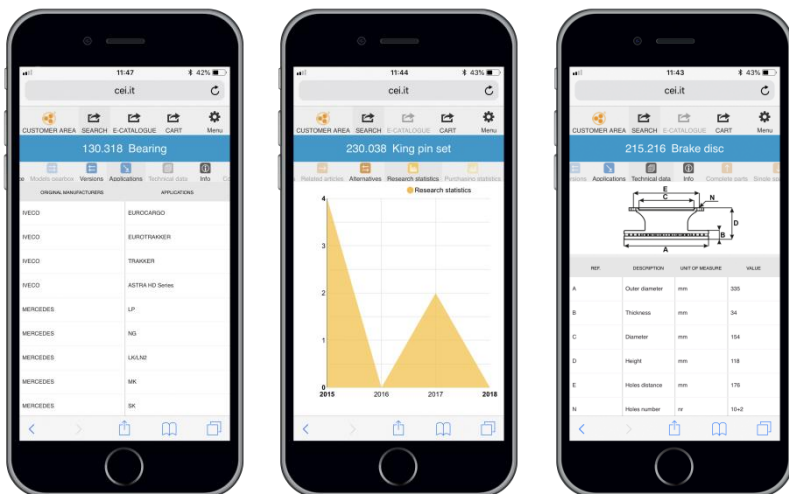 11:47
42%
cei.it
CUSTOMER AREA SEARCH E-CATALOGUE CART Menu
130.318 Bearing
Models gearbox Versions Applications Technical data Info
ORIGINAL MANUFACTURERS APPLICATIONS
IVECO EUROCARGO
IVECO EUROTRAKKER
IVECO TRAKKER
IVECO ASTRA HD Series
MERCEDES LP
MERCEDES NG
MERCEDES LK/LN2
MERCEDES MK
MERCEDES SK
11:44
43%
cei.it
CUSTOMER AREA SEARCH E-CATALOGUE CART Menu
230.038 King pin set
Related articles Alternatives Research statistics Purchasing statistics
Research statistics
4
3
2
1
0
2015 2016 2017 2018
11:43
43%
cei.it
CUSTOMER AREA SEARCH E-CATALOGUE CART Menu
215.216 Brake disc
Applications Technical data Info Complete sets
E
C
N
D
B
A
REF. DESCRIPTION UNIT OF MEASURE VALUE
A Outer diameter mm 335
B Thickness mm 34
C Diameter mm 154
D Height mm 118
E Holes distance mm 176
N Holes number nr 10+2